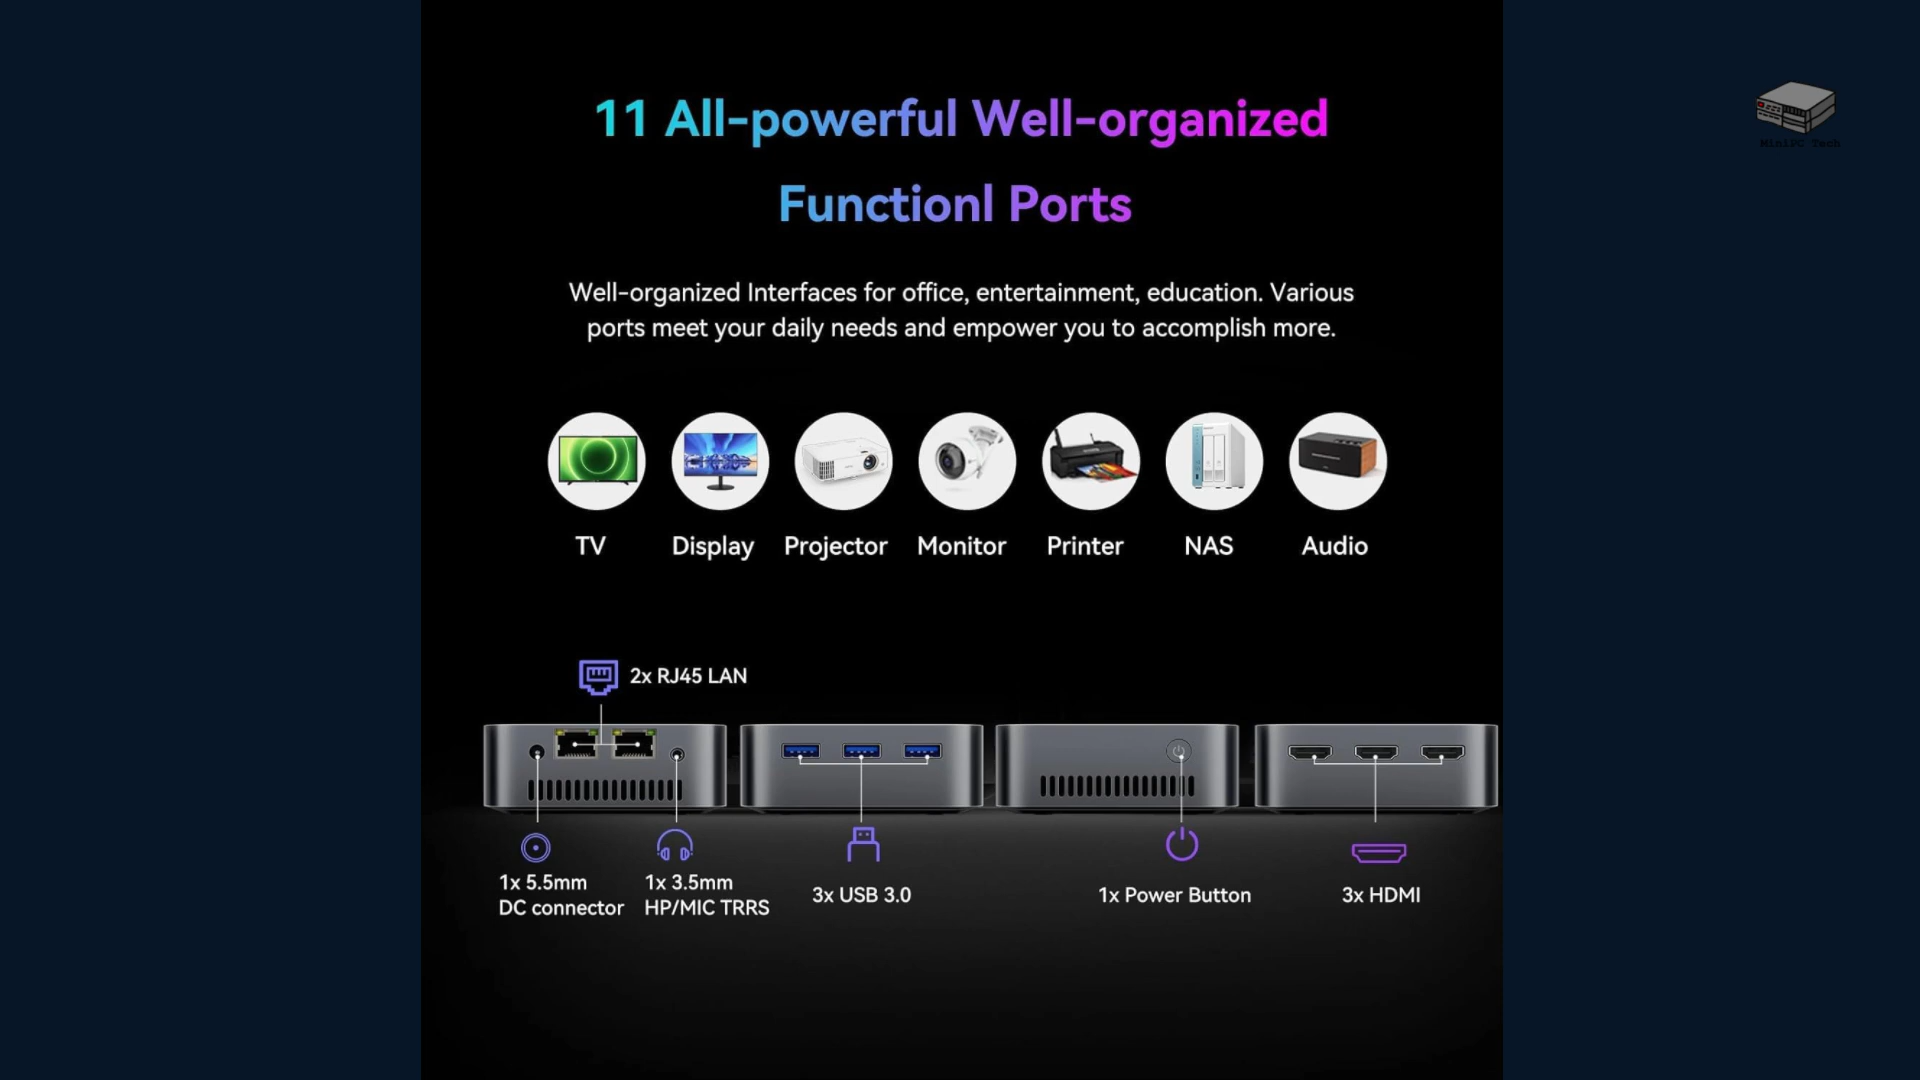 11 All-powerful Well-organized
Functionl Ports
Well-organized Interfaces for office, entertainment, education. Various
ports meet your daily needs and empower you to accomplish more.
MiniPC Tech
TV
Display
Projector
Monitor
Printer
NAS
Audio
2x RJ45 LAN
1x 5.5mm
DC connector
1x 3.5mm
HP/MIC TRRS
3x USB 3.0
1x Power Button
3x HDMI